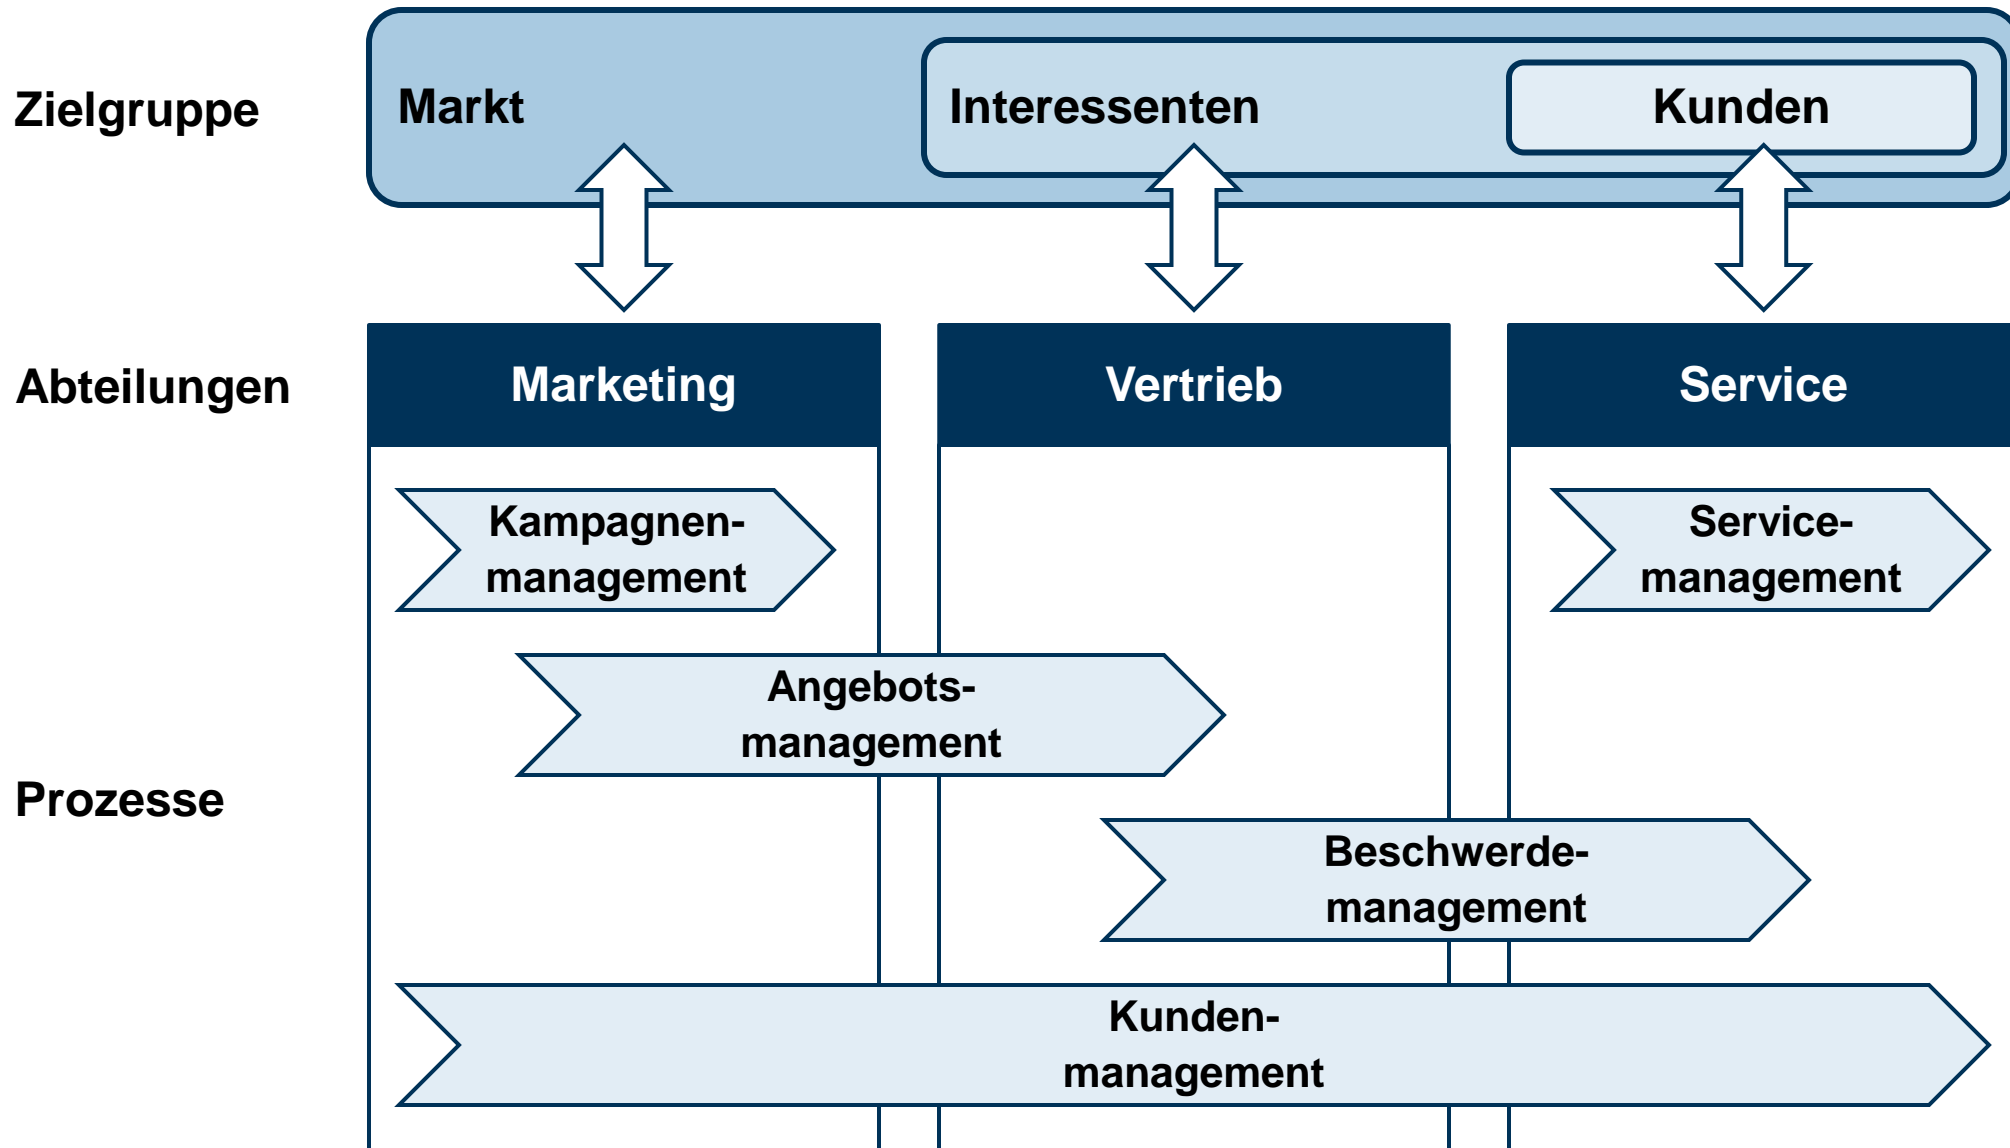 Zielgruppe
Markt
Interessenten
Kunden
Abteilungen
Marketing
Vertrieb
Service
Prozesse
Kampagnen-
management
Service-
management
Angebots-
management
Beschwerde-
management
Kunden-
management